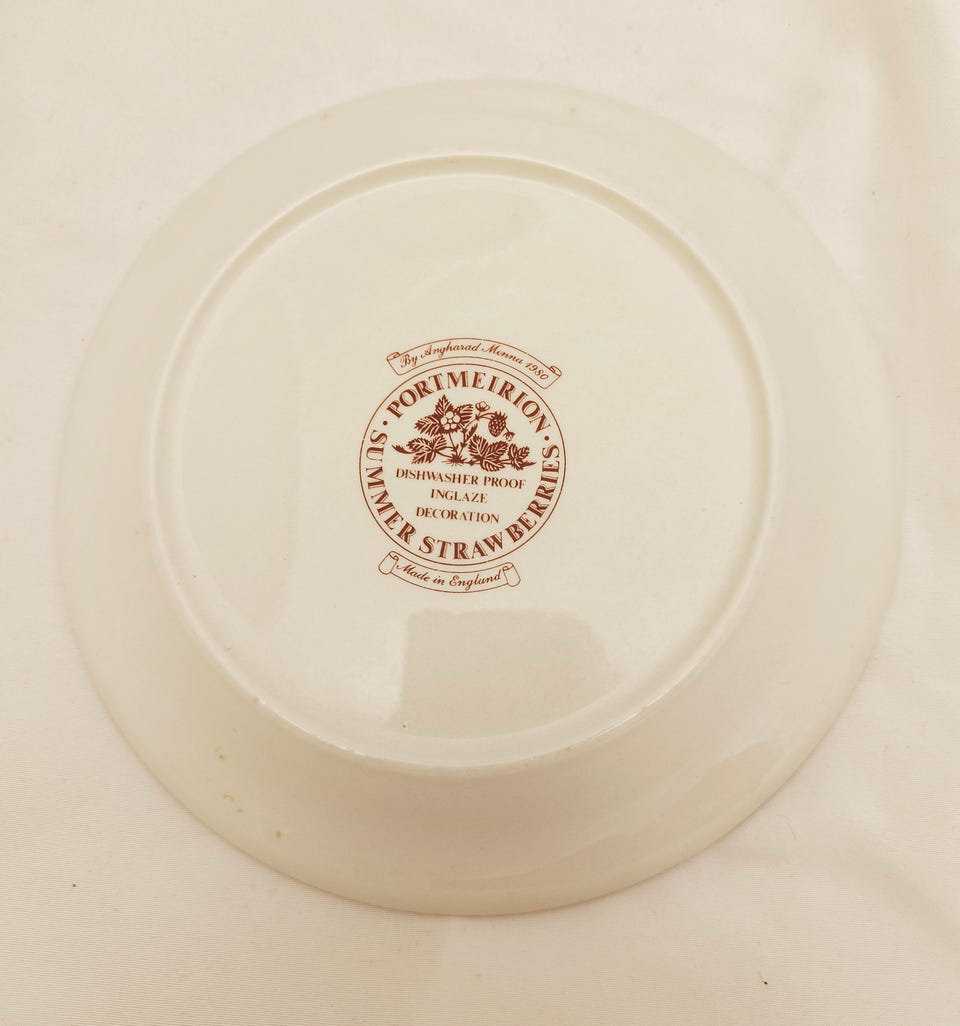 By Angharad Menna 1980
· PORTMEIRION ·
DISHWASHER PROOF
INGLAZE
DECORATION
SUMMER STRAWBERRIES
Made in England